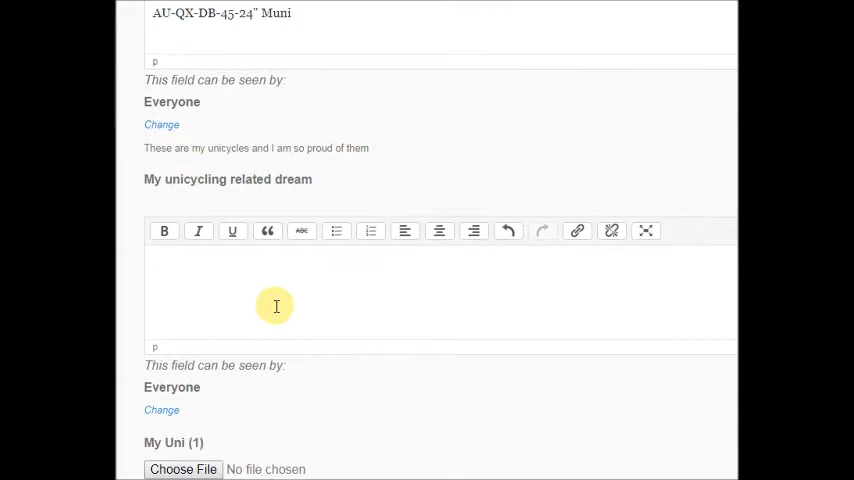 AU-QX-DB-45-24" Muni
p
This field can be seen by:
Everyone
Change
These are my unicycles and I am so proud of them
My unicycling related dream
B I U ABC
p
This field can be seen by:
Everyone
Change
My Uni (1)
Choose File No file chosen